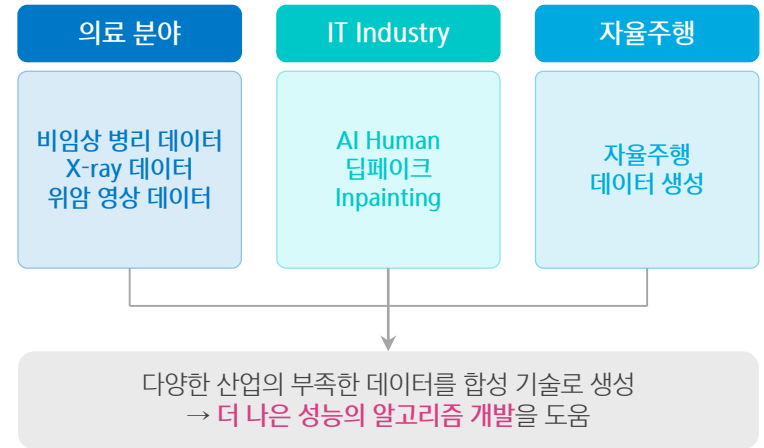 의료 분야
비임상 병리 데이터
X-ray 데이터
위암 영상 데이터
IT Industry
AI Human
딥페이크
Inpainting
자율주행
자율주행
데이터 생성
다양한 산업의 부족한 데이터를 합성 기술로 생성
→ 더 나은 성능의 알고리즘 개발을 도움